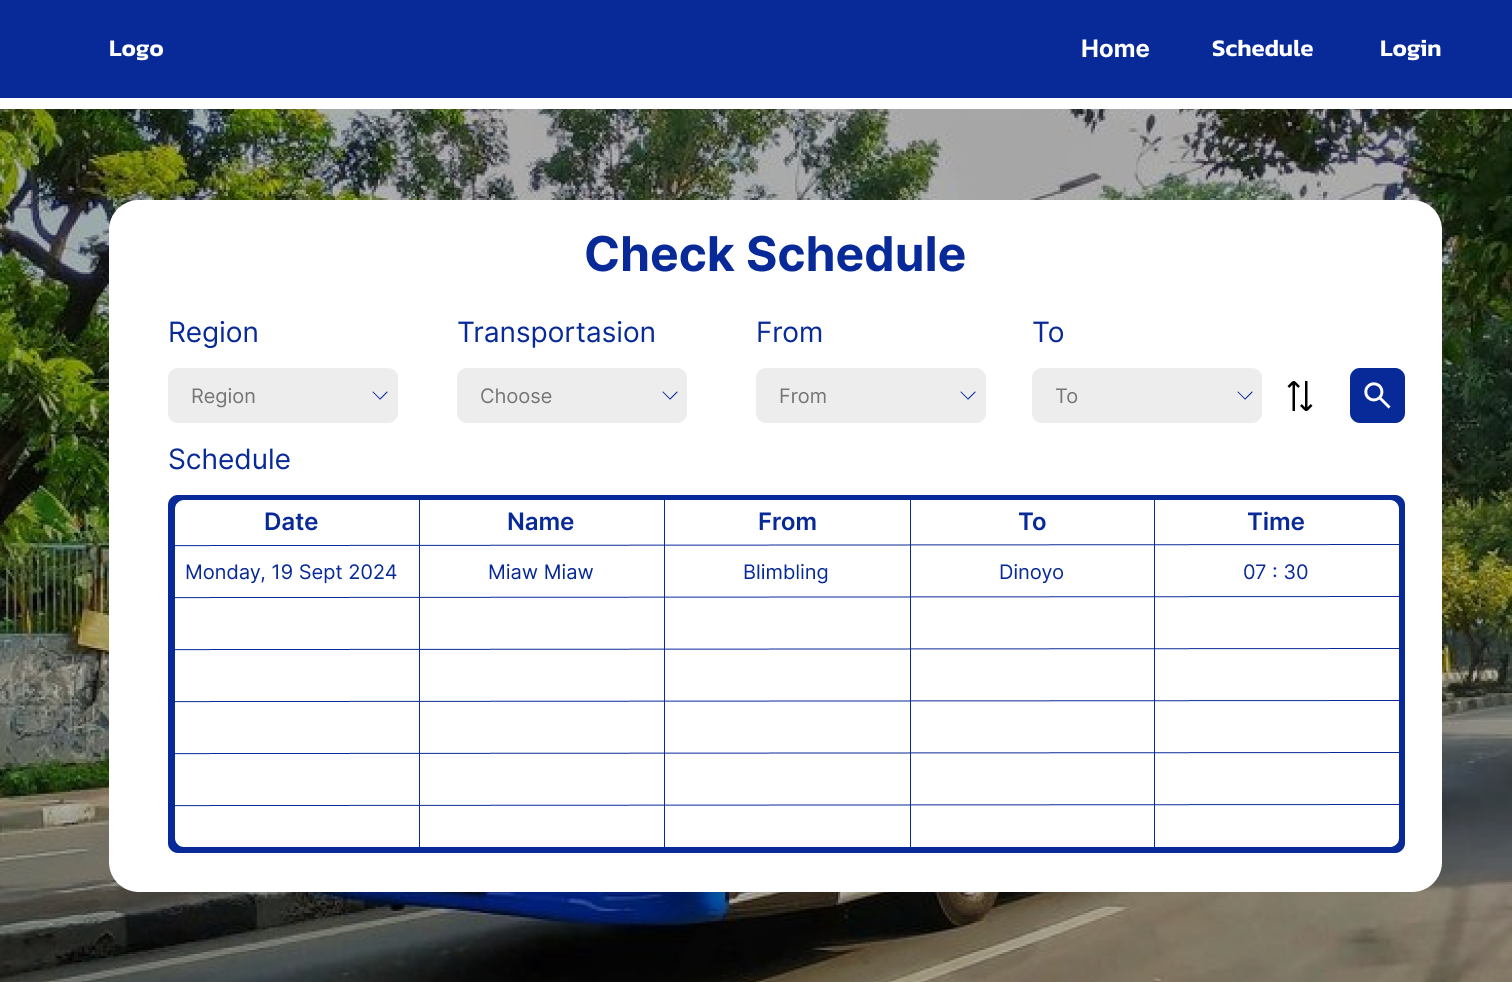 Logo Home Schedule Login
Check Schedule
Region Transportasion From To
Region Choose From To
Schedule
Date Name From To Time
Monday, 19 Sept 2024 Miaw Miaw Blimbling Dinoyo 07 : 30